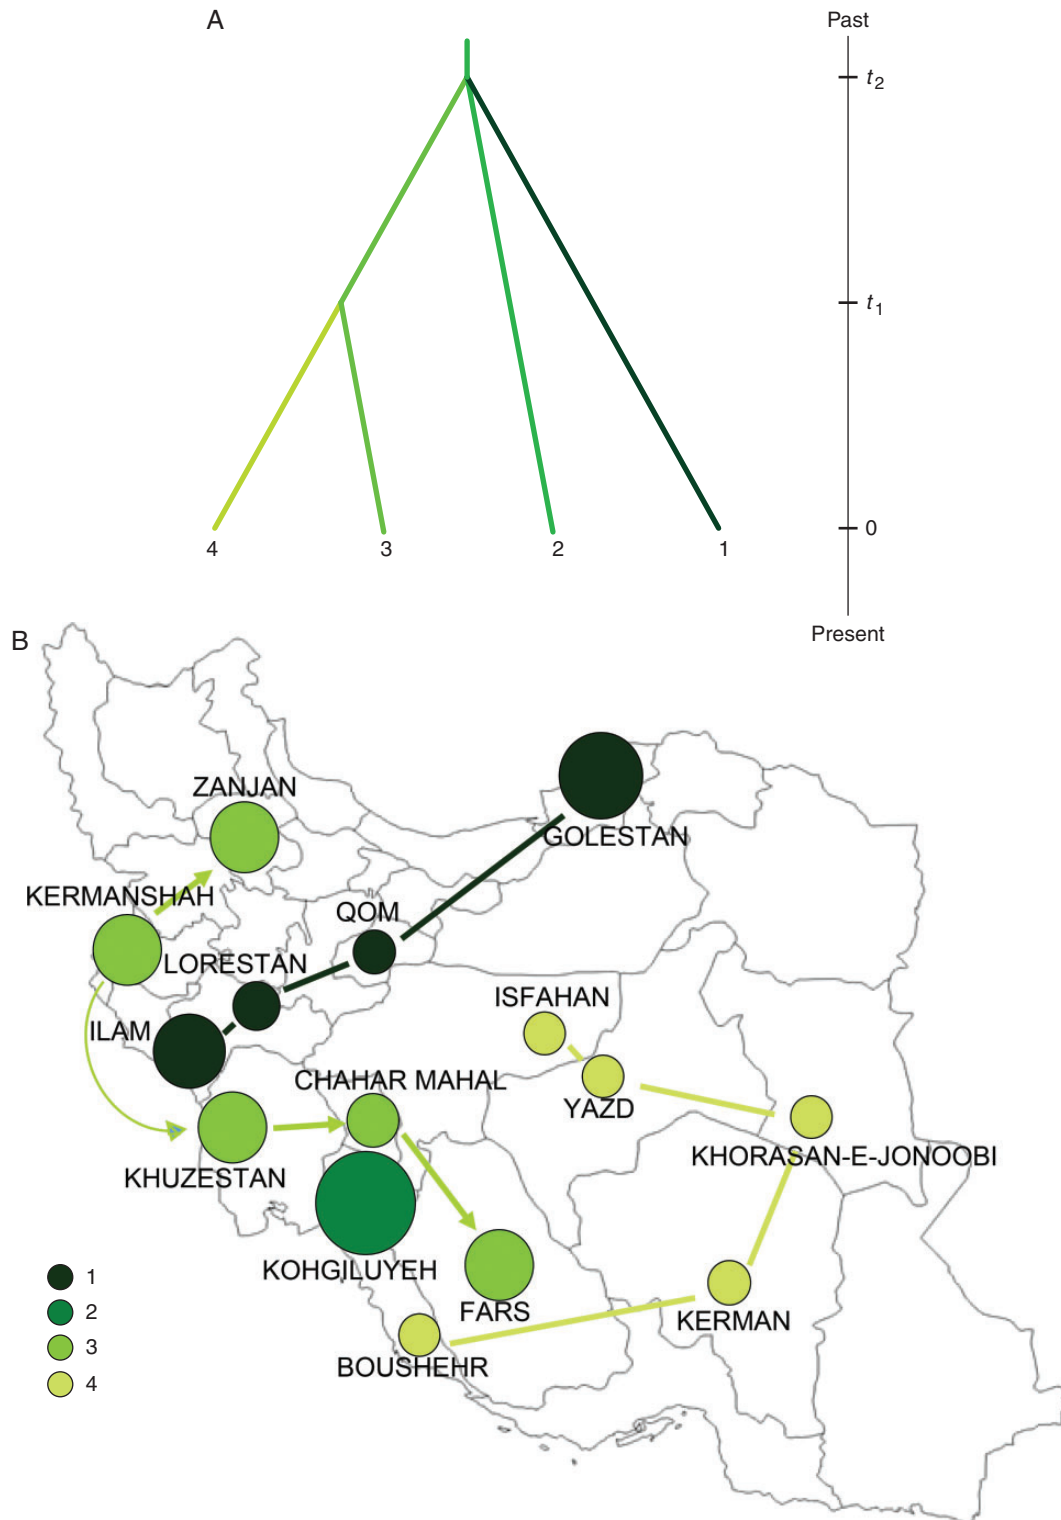 A
Past
t2
t1
0
4
3
2
1
Present
B
ZANJAN
GOLESTAN
KERMANSHAH
QOM
LORESTAN
ISFAHAN
ILAM
CHAHAR MAHAL
YAZD
KHORASAN-E-JONOOBI
KHUZESTAN
KOHGILUYEH
1
2
FARS
KERMAN
3
BOUSHEHR
4